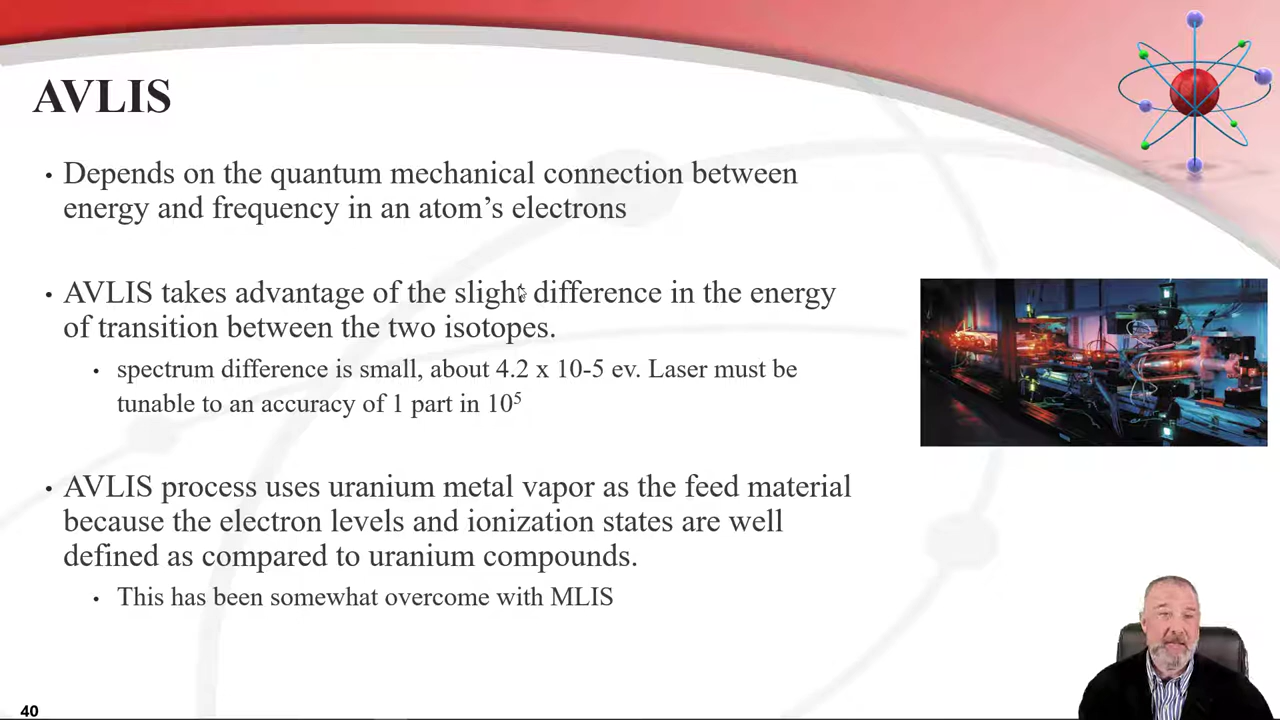 AVLIS
• Depends on the quantum mechanical connection between
energy and frequency in an atom’s electrons
• AVLIS takes advantage of the slight difference in the energy
of transition between the two isotopes.
• spectrum difference is small, about 4.2 x 10-5 ev. Laser must be
tunable to an accuracy of 1 part in 10⁵
• AVLIS process uses uranium metal vapor as the feed material
because the electron levels and ionization states are well
defined as compared to uranium compounds.
• This has been somewhat overcome with MLIS
40